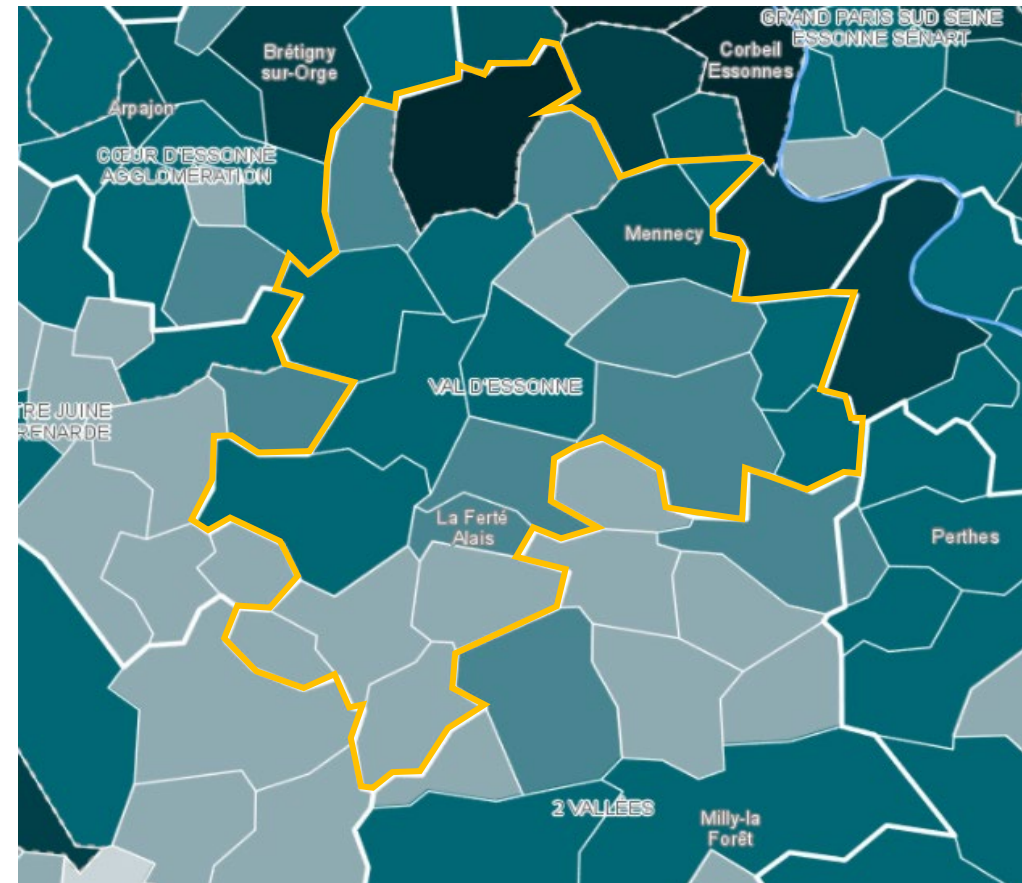 GRAND PARIS SUD SEINE
ESSONNE SÉNART
Brétigny
sur-Orge
Corbeil
Essonnes
Arpajon
CŒUR D'ESSONNE
AGGLOMÉRATION
Mennecy
VAL D'ESSONNE
TRE JUINE
RENARDE
La Ferté
Alais
Perthes
2 VALLÉES
Milly-la
Forêt